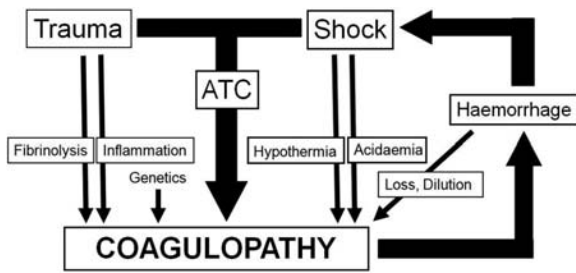 Trauma
Shock
ATC
Haemorrhage
Fibrinolysis
Inflammation
Hypothermia
Acidaemia
Genetics
Loss, Dilution
COAGULOPATHY